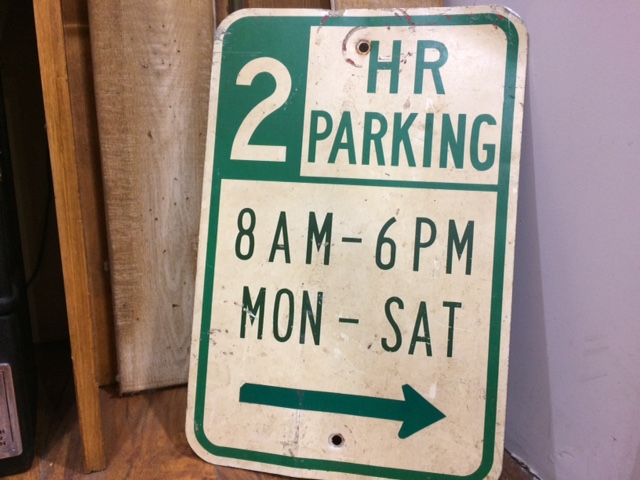 2 HR
PARKING
8 AM - 6 PM
MON - SAT